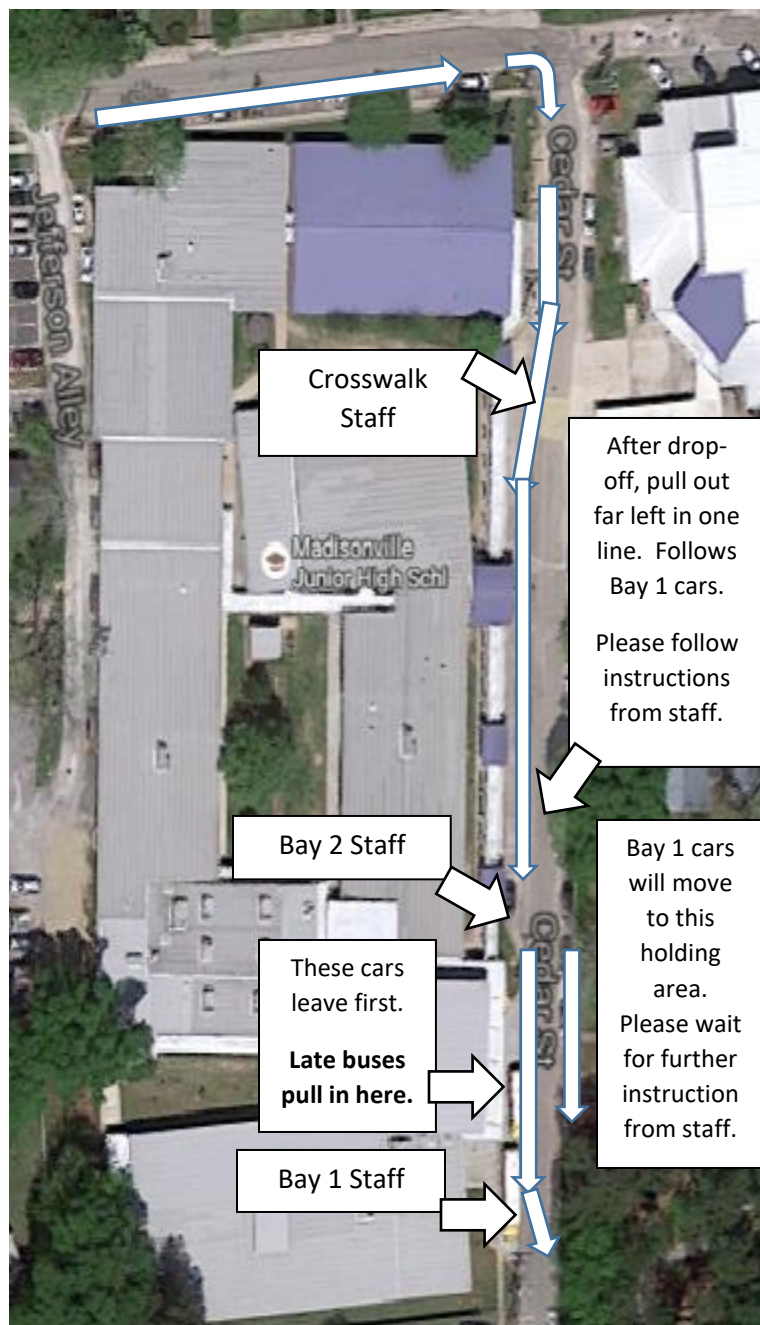 Cedar St
Jefferson Alley
Crosswalk
Staff
After drop-
off, pull out
far left in one
line. Follows
Bay 1 cars.
Please follow
instructions
from staff.
Madisonville
Junior High Schl
Bay 2 Staff
Bay 1 cars
will move
to this
holding
area.
Please wait
for further
instruction
from staff.
Cedar St
These cars
leave first.
Late buses
pull in here.
Bay 1 Staff